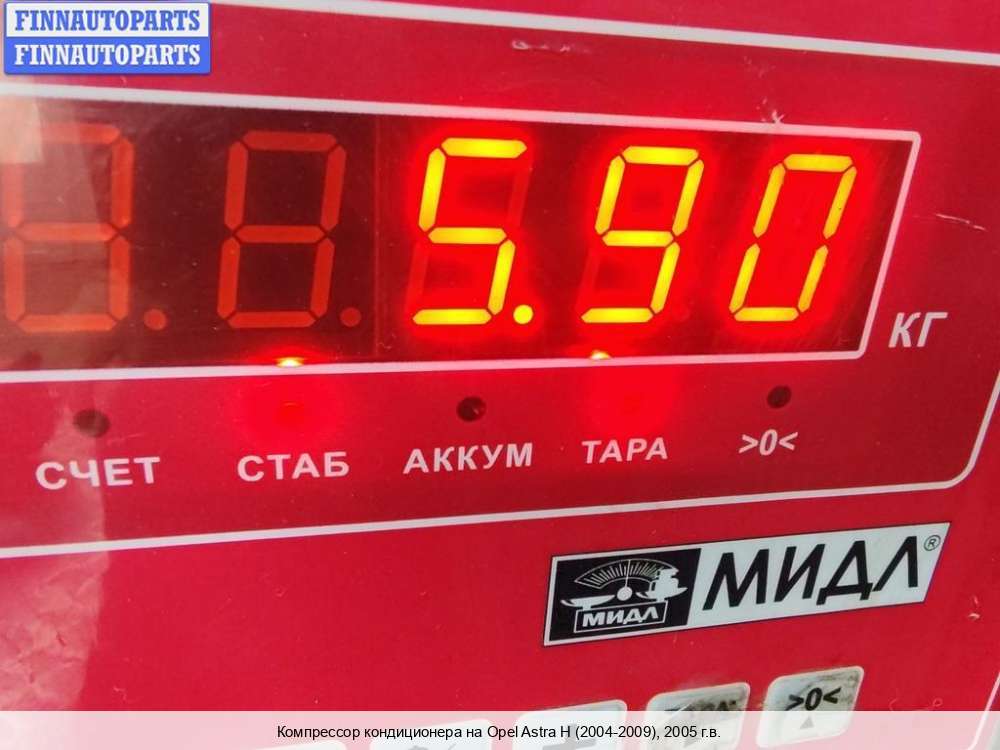 FINNAUTOPARTS
FINNAUTOPARTS
5.90
КГ
СЧЕТ СТАБ АККУМ ТАРА >0<
МИДЛ
МИДЛ®
>0<
Компрессор кондиционера на Opel Astra H (2004-2009), 2005 г.в.